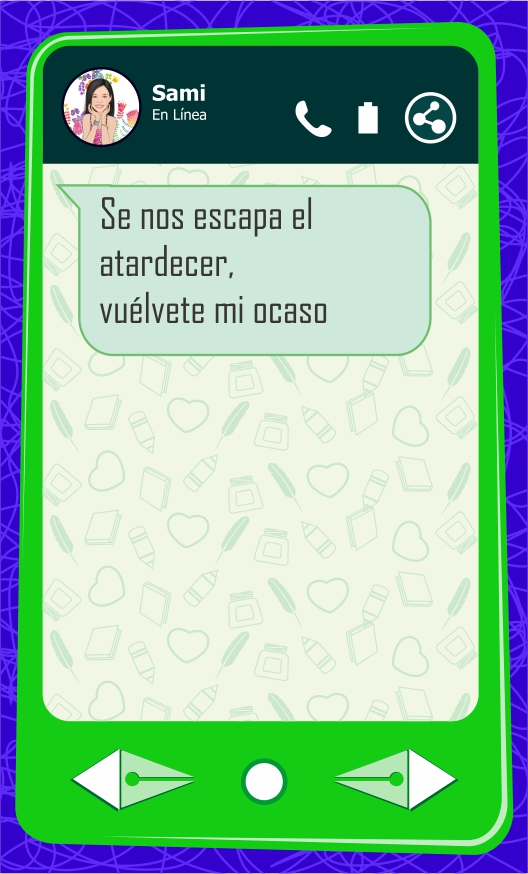 Sami
En Línea
Se nos escapa el
atardecer,
vuélvete mi ocaso